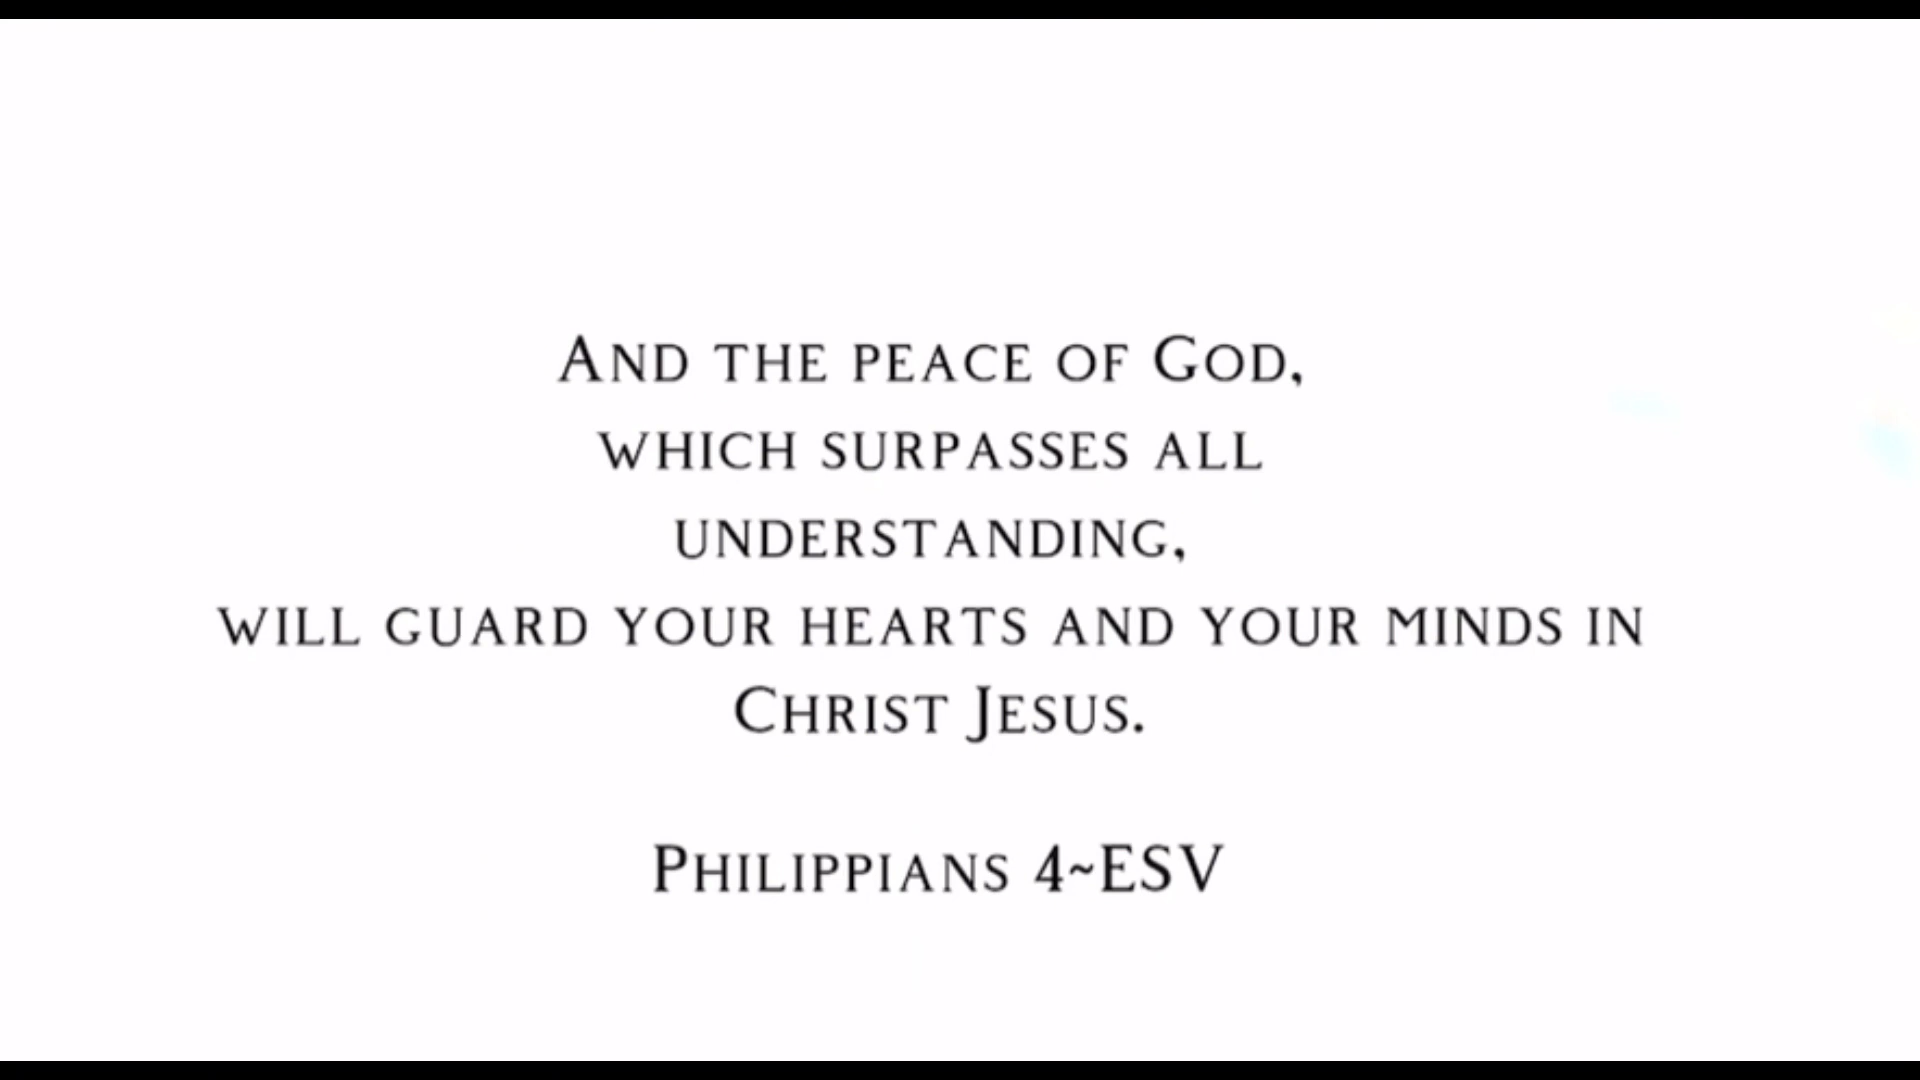 And the peace of God,
which surpasses all
understanding,
will guard your hearts and your minds in
Christ Jesus.
Philippians 4~ESV